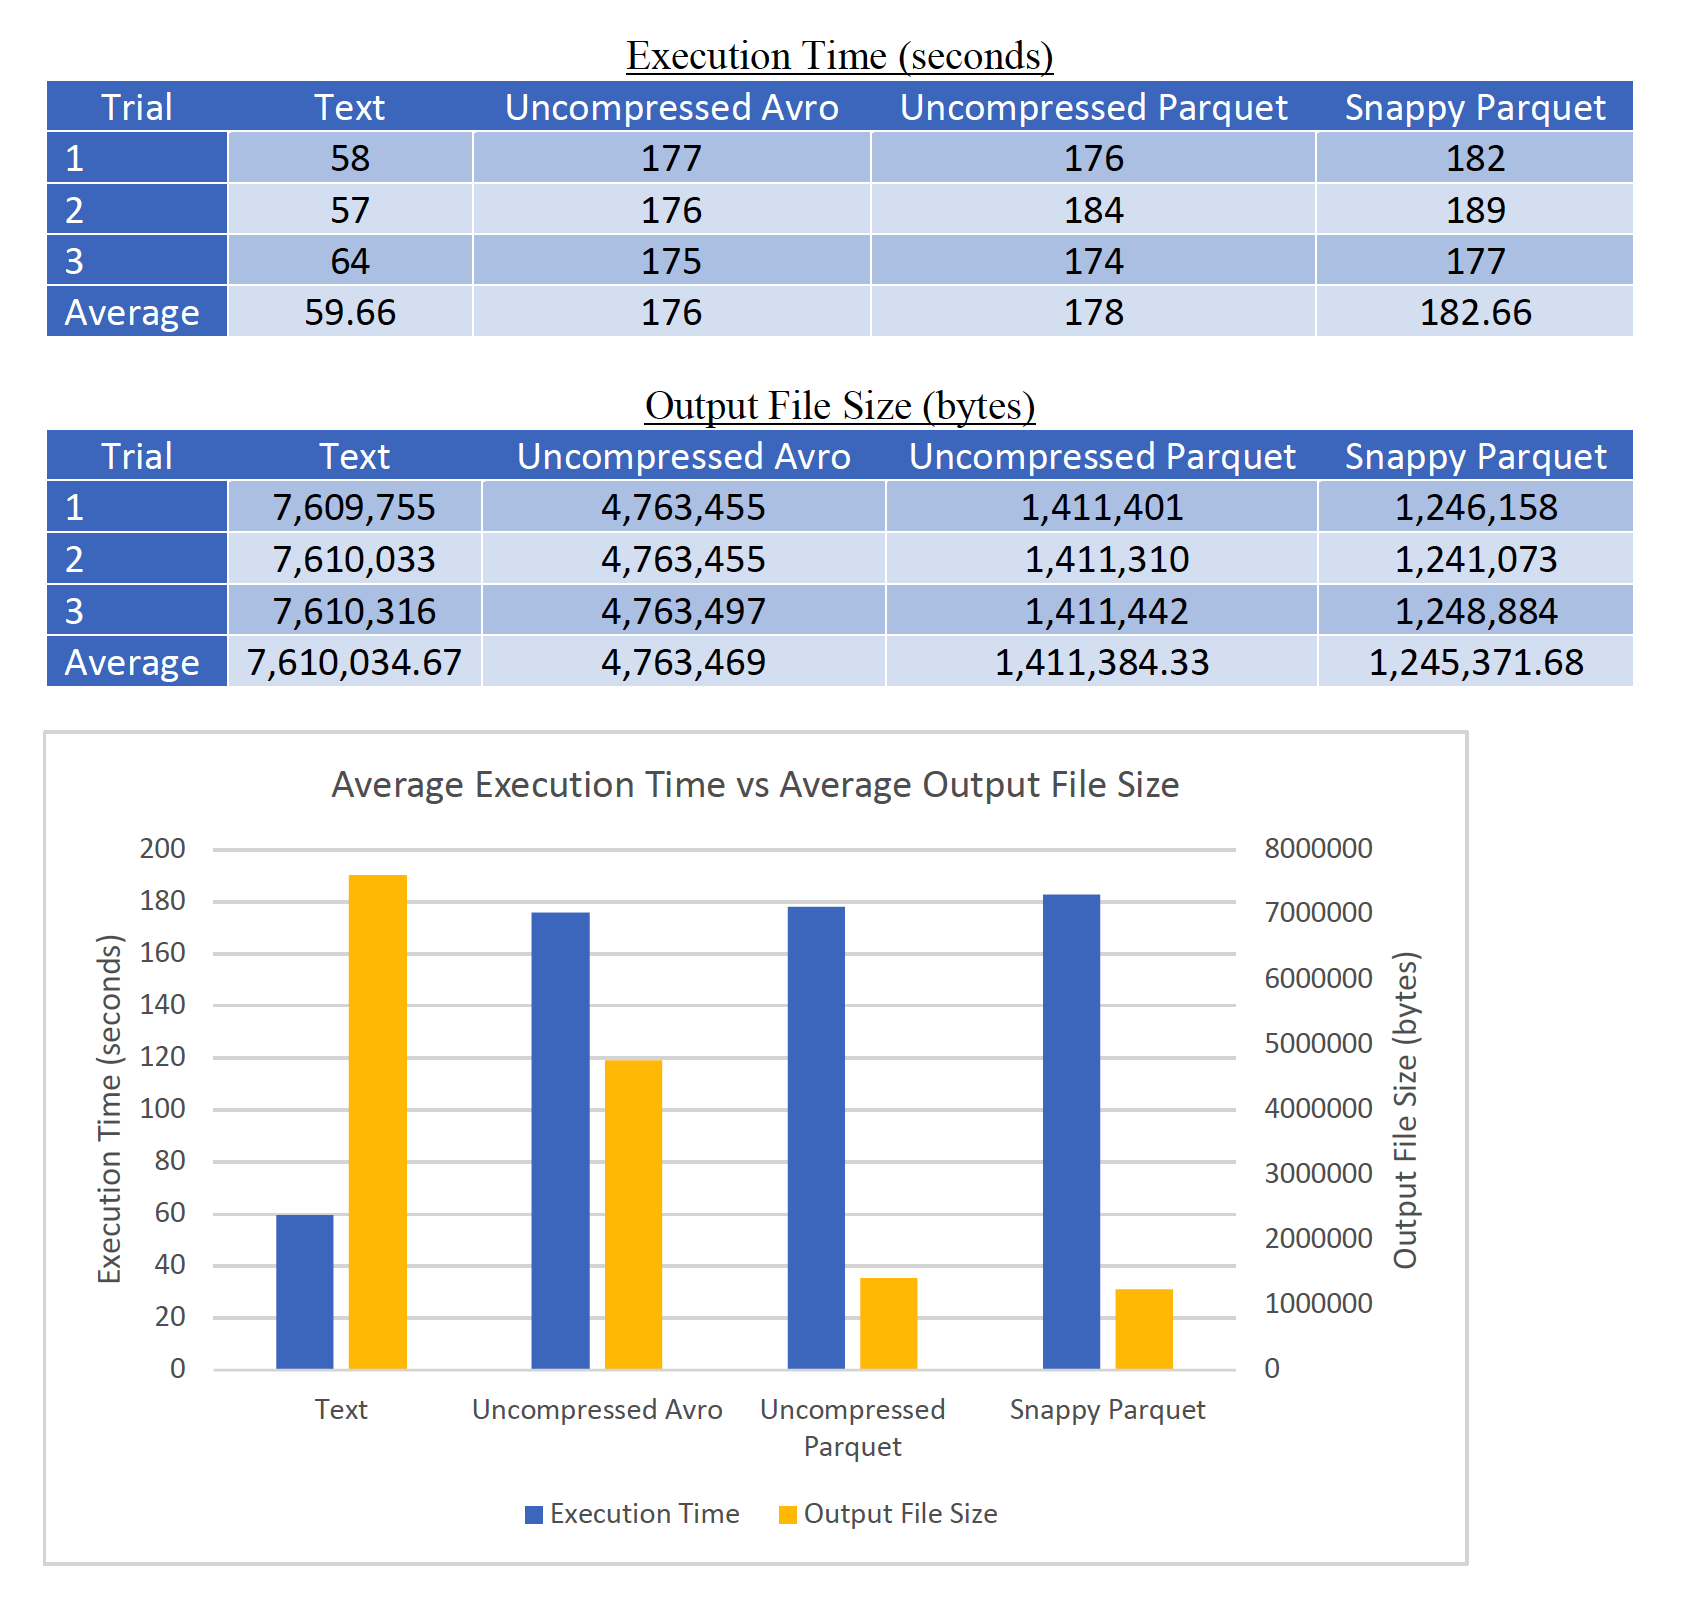 Execution Time (seconds)
Trial Text Uncompressed Avro Uncompressed Parquet Snappy Parquet
1 58 177 176 182
2 57 176 184 189
3 64 175 174 177
Average 59.66 176 178 182.66
Output File Size (bytes)
Trial Text Uncompressed Avro Uncompressed Parquet Snappy Parquet
1 7,609,755 4,763,455 1,411,401 1,246,158
2 7,610,033 4,763,455 1,411,310 1,241,073
3 7,610,316 4,763,497 1,411,442 1,248,884
Average 7,610,034.67 4,763,469 1,411,384.33 1,245,371.68
Average Execution Time vs Average Output File Size
Execution Time (seconds)
200
180
160
140
120
100
80
60
40
20
0
8000000
7000000
6000000
5000000
4000000
3000000
2000000
1000000
0
Output File Size (bytes)
Text Uncompressed Avro Uncompressed Snappy Parquet
Parquet
Execution Time Output File Size